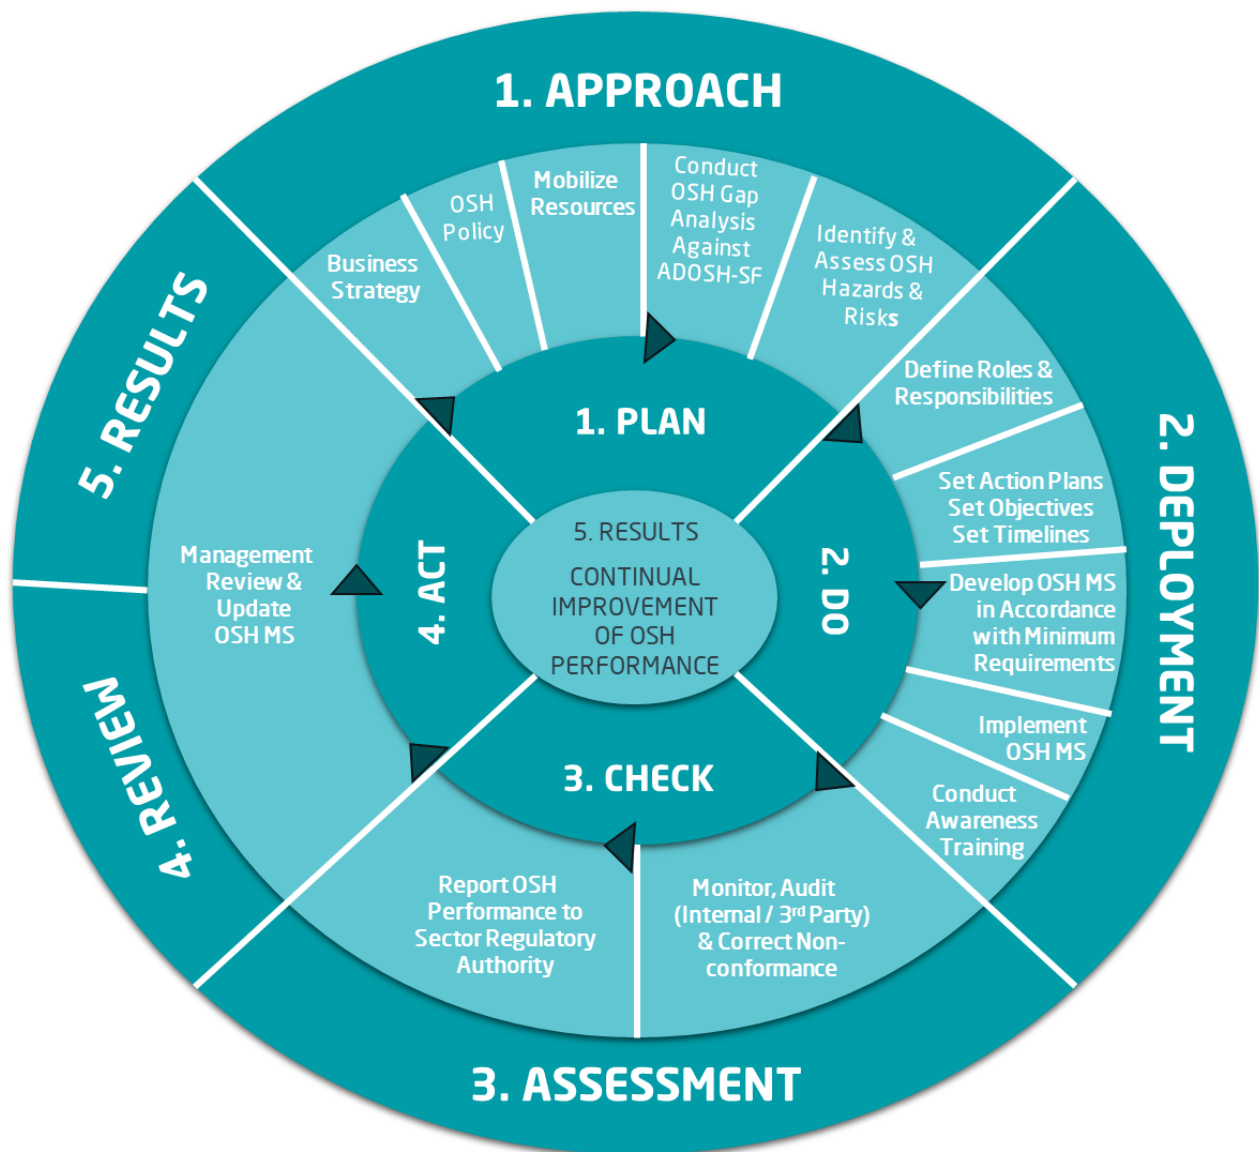 1. APPROACH
Business
Strategy
OSH
Policy
Mobilize
Resources
Conduct
OSH Gap
Analysis
Against
ADOSH-SF
Identify &
Assess OSH
Hazards &
Risks
2. DEPLOYMENT
Define Roles &
Responsibilities
Set Action Plans
Set Objectives
Set Timelines
Develop OSH MS
in Accordance
with Minimum
Requirements
Implement
OSH MS
Conduct
Awareness
Training
3. ASSESSMENT
Monitor, Audit
(Internal / 3rd Party)
& Correct Non-
conformance
Report OSH
Performance to
Sector Regulatory
Authority
4. REVIEW
5. RESULTS
Management
Review &
Update
OSH MS
1. PLAN
2. DO
3. CHECK
4. ACT
5. RESULTS
CONTINUAL
IMPROVEMENT
OF OSH
PERFORMANCE